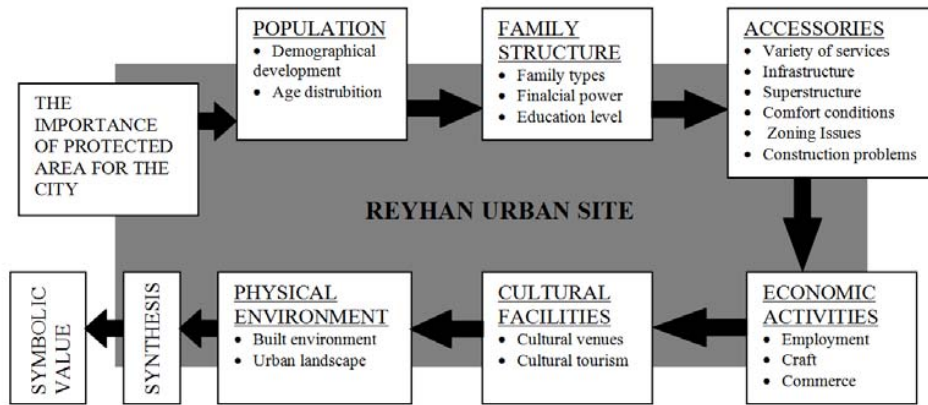 THE
IMPORTANCE
OF PROTECTED
AREA FOR THE
CITY
POPULATION
• Demographical
development
• Age distrubition
FAMILY
STRUCTURE
• Family types
• Finalcial power
• Education level
ACCESSORIES
• Variety of services
• Infrastructure
• Superstructure
• Comfort conditions
• Zoning Issues
• Construction problems
REYHAN URBAN SITE
ECONOMIC
ACTIVITIES
• Employment
• Craft
• Commerce
CULTURAL
FACILITIES
• Cultural venues
• Cultural tourism
PHYSICAL
ENVIRONMENT
• Built environment
• Urban landscape
SYNTHESIS
SYMBOLIC
VALUE